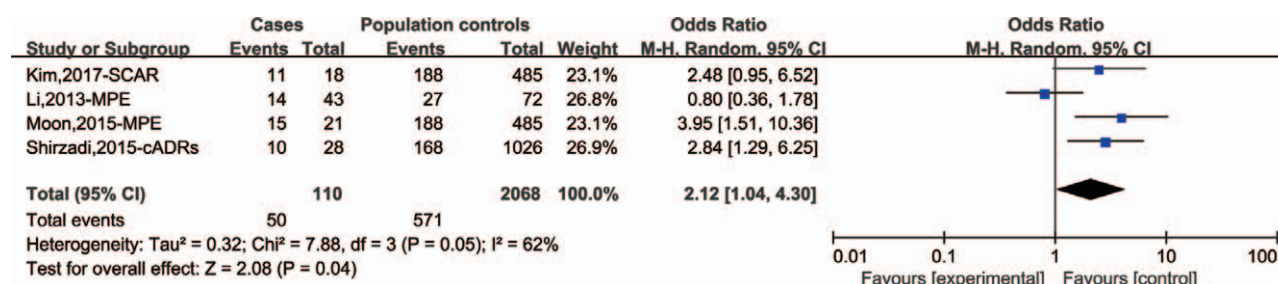 Cases Population controls Odds Ratio Odds Ratio
Study or Subgroup Events Total Events Total Weight M-H. Random. 95% CI M-H. Random. 95% CI
Kim,2017-SCAR 11 18 188 485 23.1% 2.48 [0.95, 6.52]
Li,2013-MPE 14 43 27 72 26.8% 0.80 [0.36, 1.78]
Moon,2015-MPE 15 21 188 485 23.1% 3.95 [1.51, 10.36]
Shirzadi,2015-cADRs 10 28 168 1026 26.9% 2.84 [1.29, 6.25]
Total (95% CI) 110 2068 100.0% 2.12 [1.04, 4.30]
Total events 50 571
Heterogeneity: Tau² = 0.32; Chi² = 7.88, df = 3 (P = 0.05); I² = 62%
Test for overall effect: Z = 2.08 (P = 0.04)
0.01 0.1 1 10 100
Favours [experimental] Favours [control]